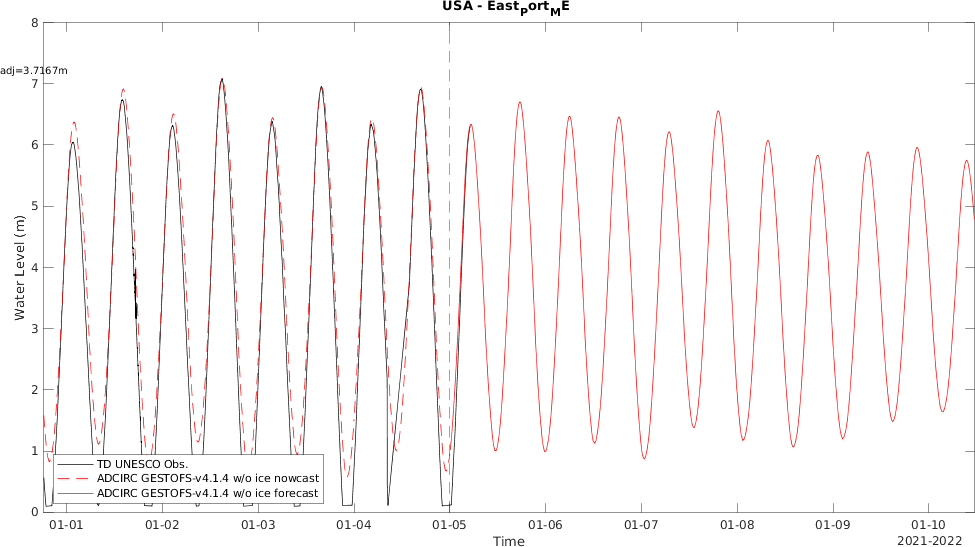 USA - EastPortME
adj=3.7167m
8
7
6
5
4
3
2
1
0
Water Level (m)
TD UNESCO Obs.
ADCIRC GESTOFS-v4.1.4 w/o ice nowcast
ADCIRC GESTOFS-v4.1.4 w/o ice forecast
01-01 01-02 01-03 01-04 01-05 01-06 01-07 01-08 01-09 01-10
Time
2021-2022